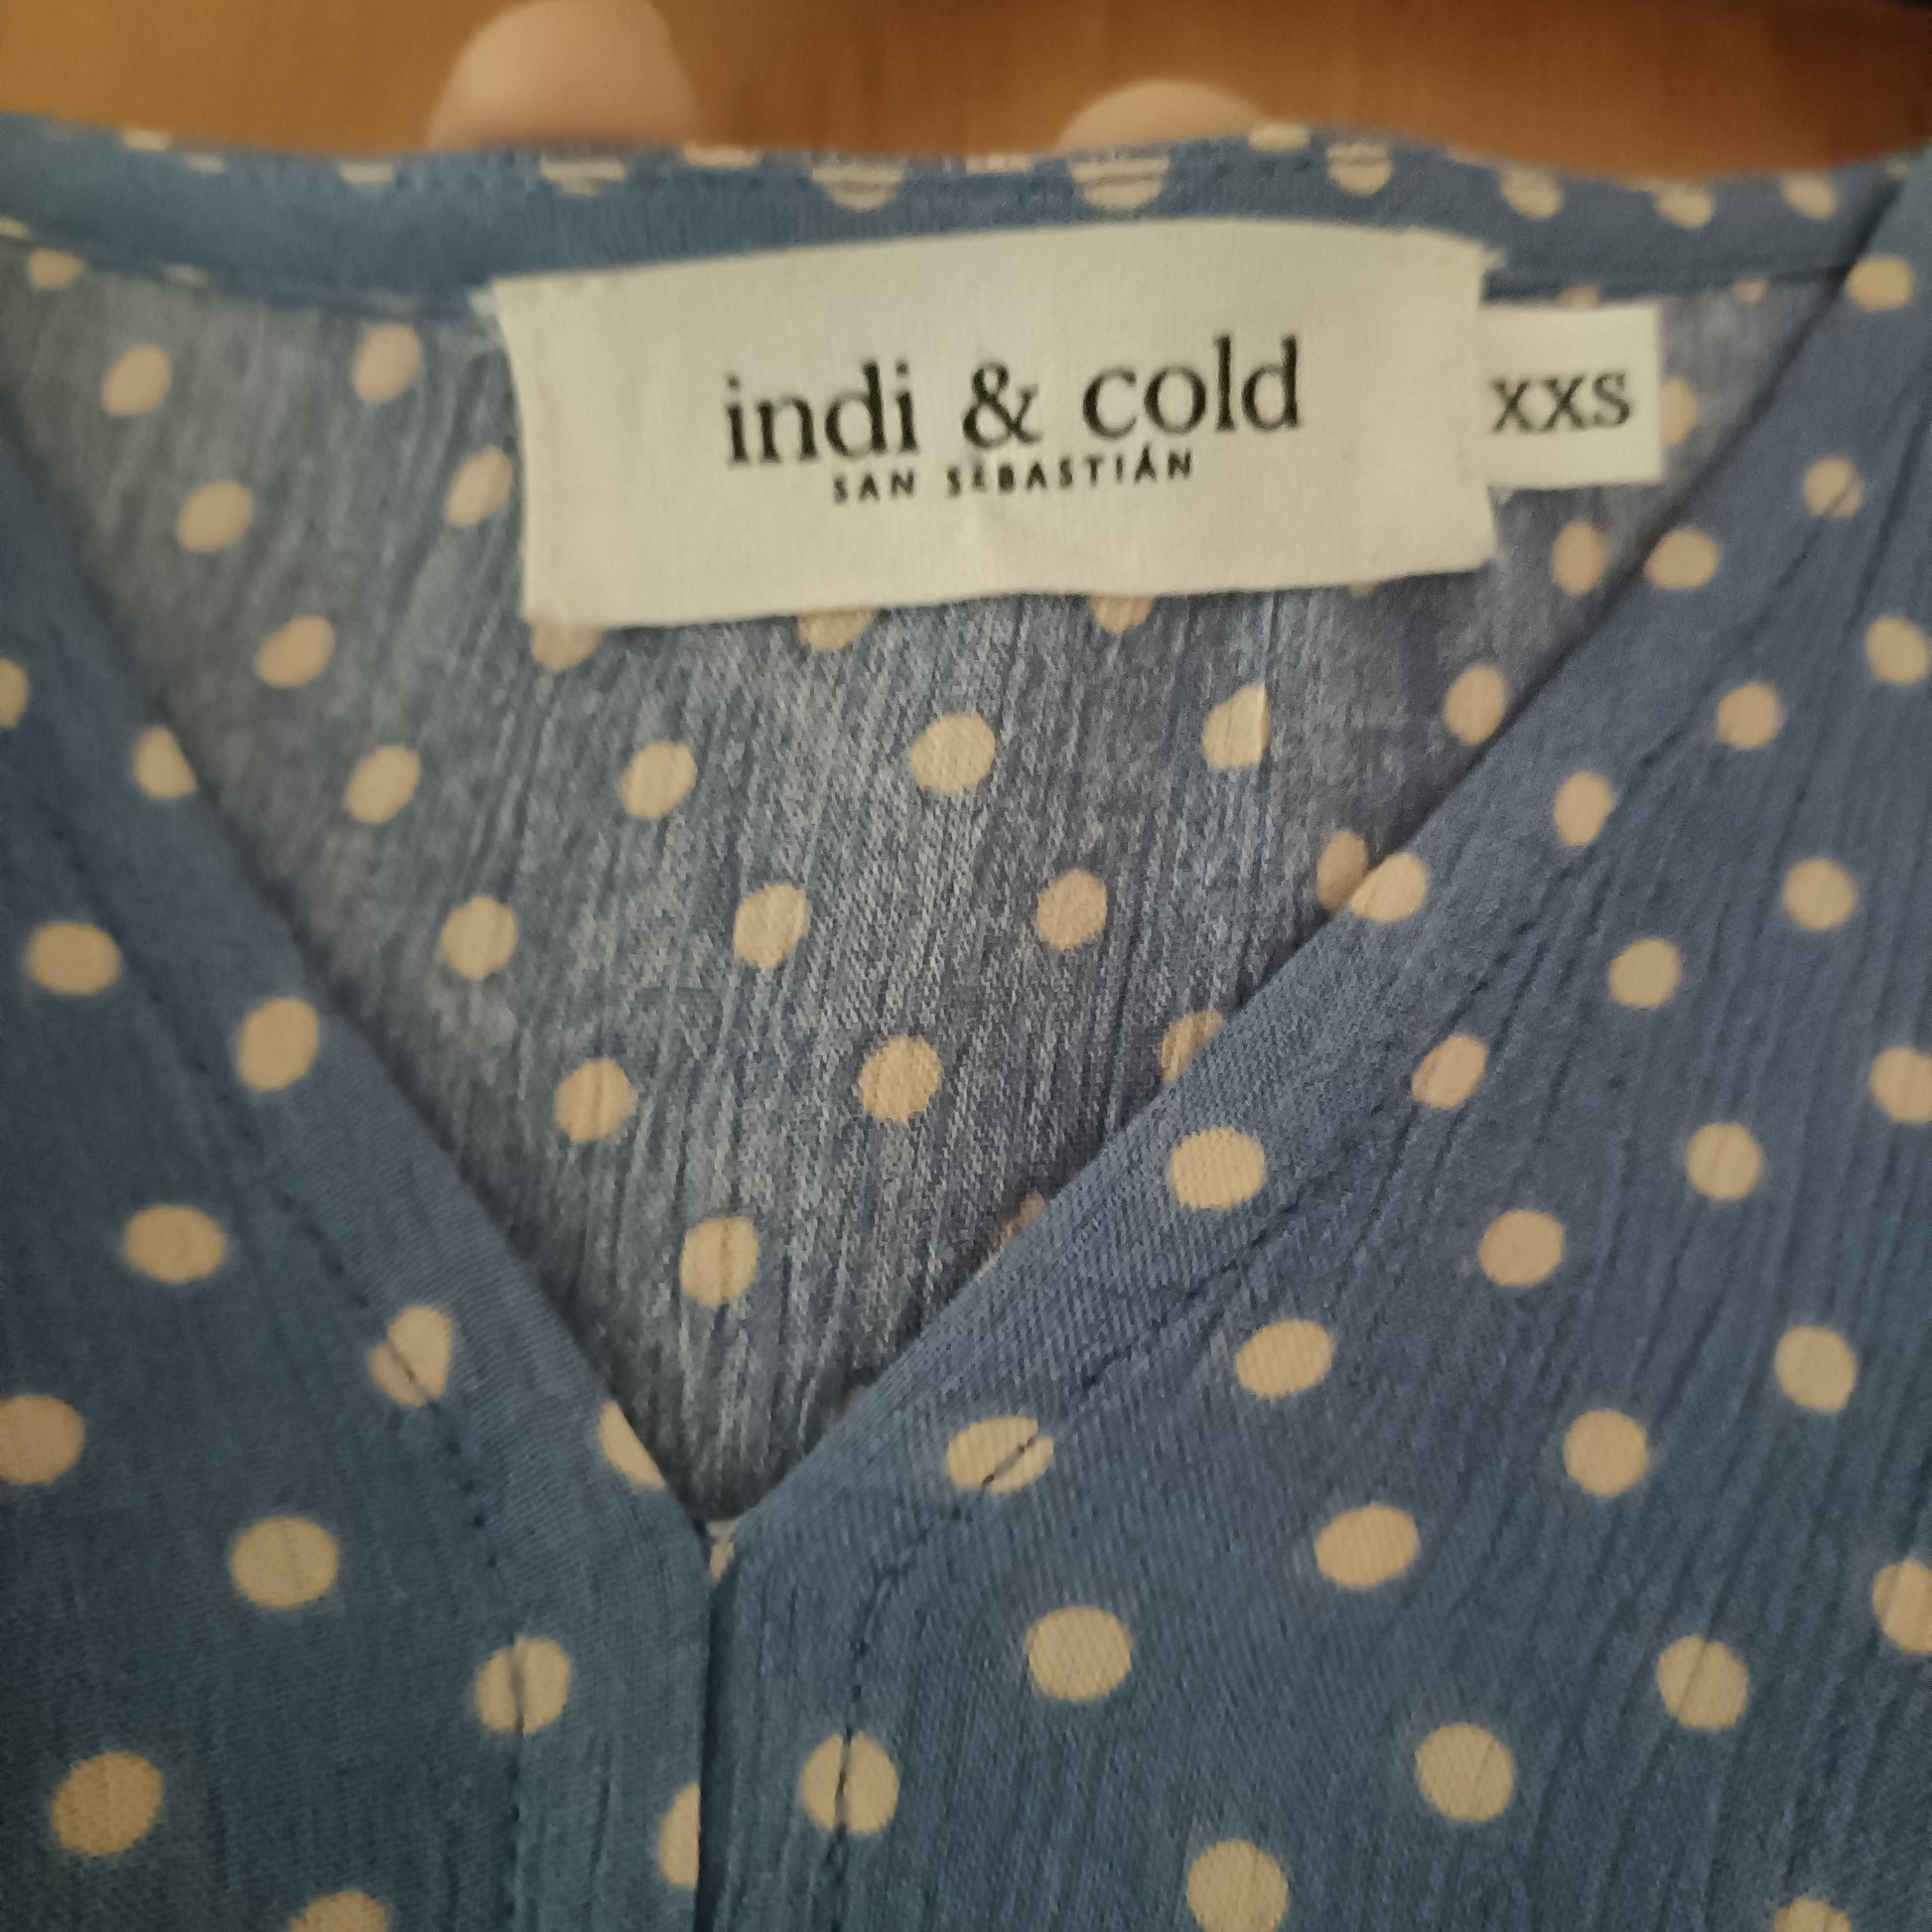 indi & cold
SAN SEBASTIÁN
XXS